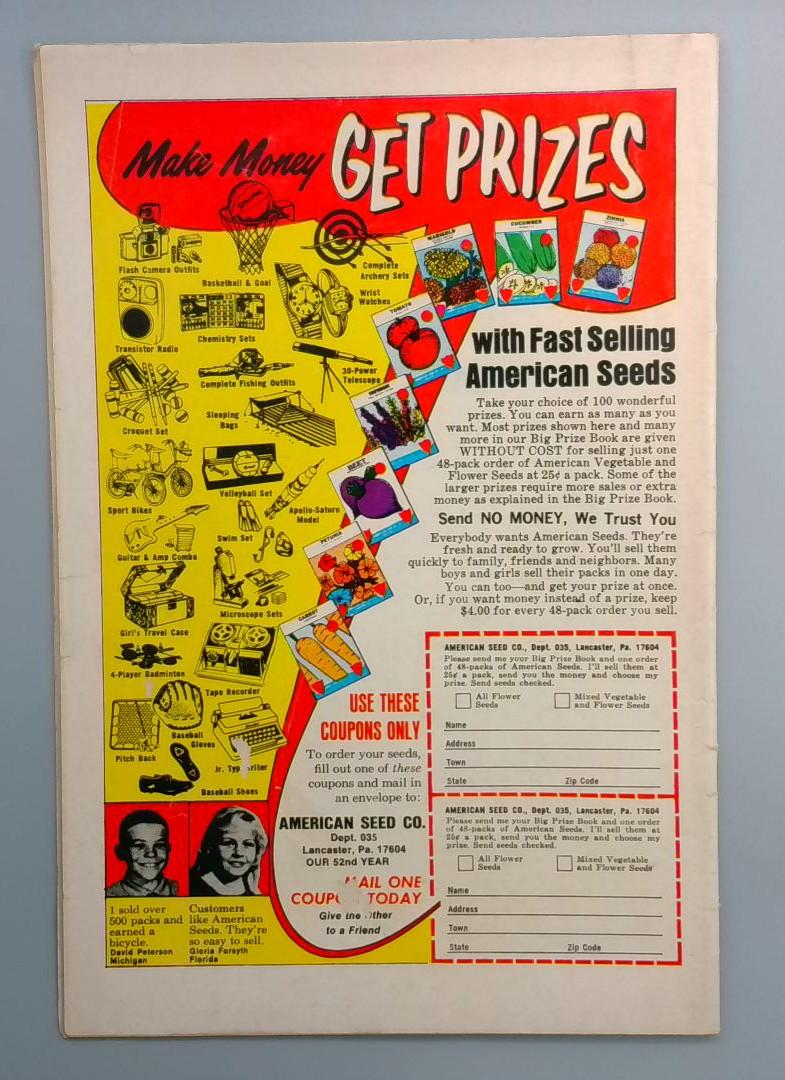 Make Money GET PRIZES
Flash Camera Outfits
Basketball & Goal
Complete
Archery Sets
Wrist
Watches
Transistor Radio
Chemistry Sets
Complete Fishing Outfits
30-Power
Telescope
Croquet Set
Sleeping
Bags
Sport Bikes
Volleyball Set
Apollo-Saturn
Model
Swim Set
Guitar & Amp Combo
Microscope Sets
Girl's Travel Case
4-Player Badminton
Tape Recorder
Pitch Back
Baseball
Gloves
Jr. Typ riter
Baseball Shoes
MARIGOLD
CUCUMBER
ZINNIA
TOMATO
BEET
PETUNIA
CARROT
with Fast Selling
American Seeds
Take your choice of 100 wonderful
prizes. You can earn as many as you
want. Most prizes shown here and many
more in our Big Prize Book are given
WITHOUT COST for selling just one
48-pack order of American Vegetable and
Flower Seeds at 25¢ a pack. Some of the
larger prizes require more sales or extra
money as explained in the Big Prize Book.
Send NO MONEY, We Trust You
Everybody wants American Seeds. They're
fresh and ready to grow. You'll sell them
quickly to family, friends and neighbors. Many
boys and girls sell their packs in one day.
You can too—and get your prize at once.
Or, if you want money instead of a prize, keep
$4.00 for every 48-pack order you sell.
USE THESE
COUPONS ONLY
To order your seeds,
fill out one of these
coupons and mail in
an envelope to:
AMERICAN SEED CO.
Dept. 035
Lancaster, Pa. 17604
OUR 52nd YEAR
MAIL ONE
COUPO TODAY
Give the Other
to a Friend
AMERICAN SEED CO., Dept. 035, Lancaster, Pa. 17604
Please send me your Big Prize Book and one order
of 48-packs of American Seeds. I'll sell them at
25¢ a pack, send you the money and choose my
prize. Send seeds checked.
All Flower
Seeds
Mixed Vegetable
and Flower Seeds
Name
Address
Town
State Zip Code
AMERICAN SEED CO., Dept. 035, Lancaster, Pa. 17604
Please send me your Big Prize Book and one order
of 48-packs of American Seeds. I'll sell them at
25¢ a pack, send you the money and choose my
prize. Send seeds checked.
All Flower
Seeds
Mixed Vegetable
and Flower Seeds
Name
Address
Town
State Zip Code
I sold over
500 packs and
earned a
bicycle.
David Peterson
Michigan
Customers
like American
Seeds. They're
so easy to sell.
Gloria Forsyth
Florida